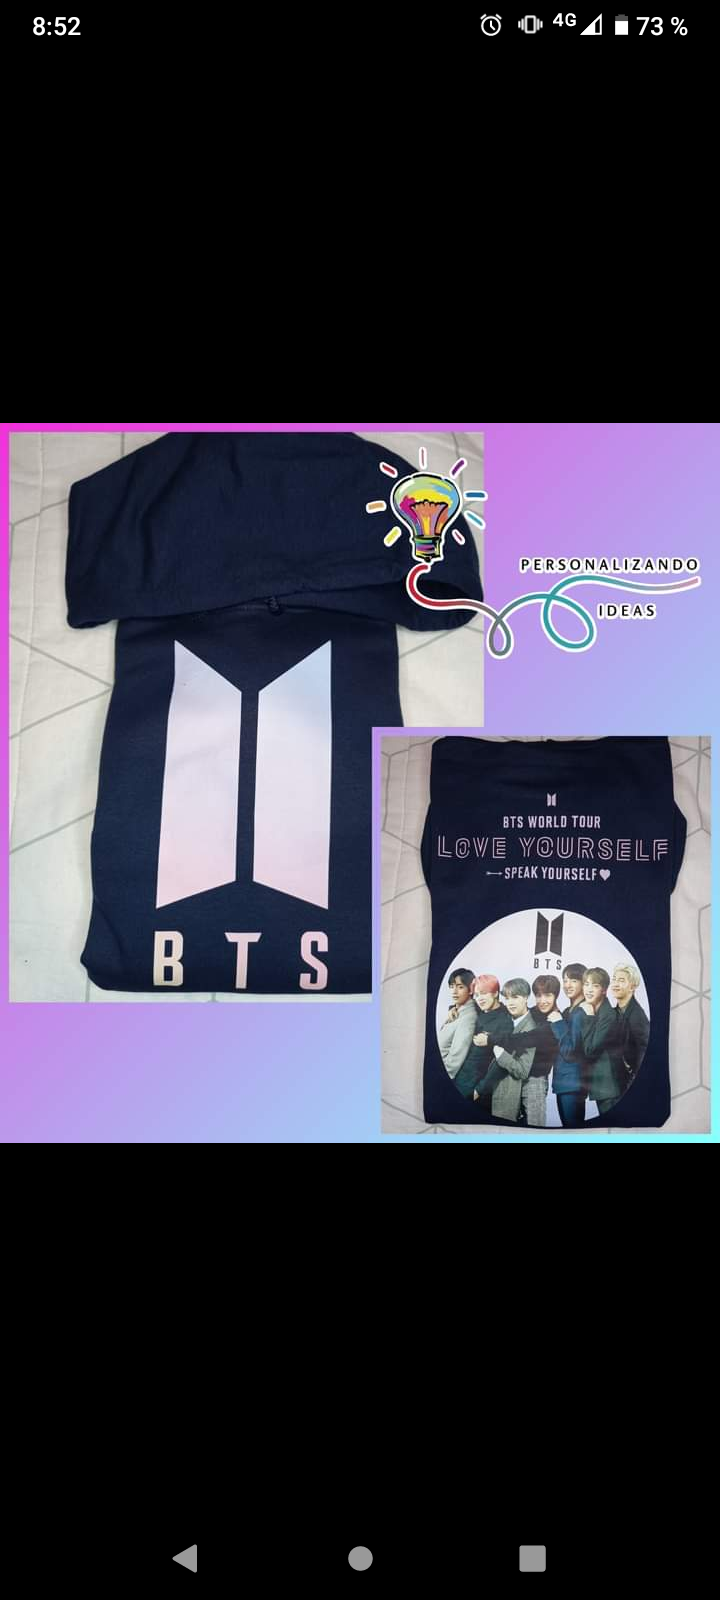 8:52
4G
73 %
PERSONALIZANDO
IDEAS
BTS
BTS WORLD TOUR
LOVE YOURSELF
SPEAK YOURSELF
BTS